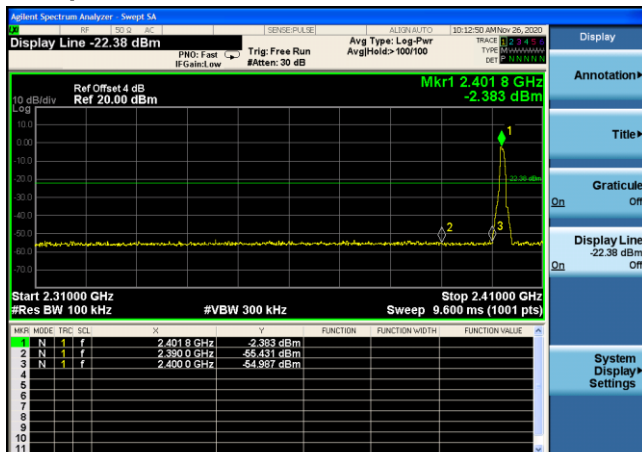 Agilent Spectrum Analyzer - Swept SA
RF 50 Ω AC SENSE:PULSE ALIGN AUTO 10:12:50 AM Nov 26, 2020
Display Line -22.38 dBm
PNO: Fast
IFGain:Low
Trig: Free Run
#Atten: 30 dB
Avg Type: Log-Pwr
Avg|Hold:>100/100
TRACE 1 2 3 4 5 6
TYPE MWWWWW
DET P N N N N N
Mkr1 2.401 8 GHz
-2.383 dBm
Ref Offset 4 dB
10 dB/div Ref 20.00 dBm
Log
10.0
0.00
-10.0
-20.0
-30.0
-40.0
-50.0
-60.0
-70.0
1
-22.38 dBm
2
3
Start 2.31000 GHz Stop 2.41000 GHz
#Res BW 100 kHz #VBW 300 kHz Sweep 9.600 ms (1001 pts)
MKR MODE TRC SCL X Y FUNCTION FUNCTION WIDTH FUNCTION VALUE
1 N 1 f 2.401 8 GHz -2.383 dBm
2 N 1 f 2.390 0 GHz -55.431 dBm
3 N 1 f 2.400 0 GHz -54.987 dBm
4
5
6
7
8
9
10
11
Display
Annotation
Title
Graticule
On Off
Display Line
-22.38 dBm
On Off
System
Display
Settings